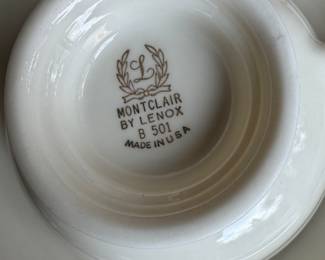 L
MONTCLAIR
BY LENOX
B 501
MADE IN USA